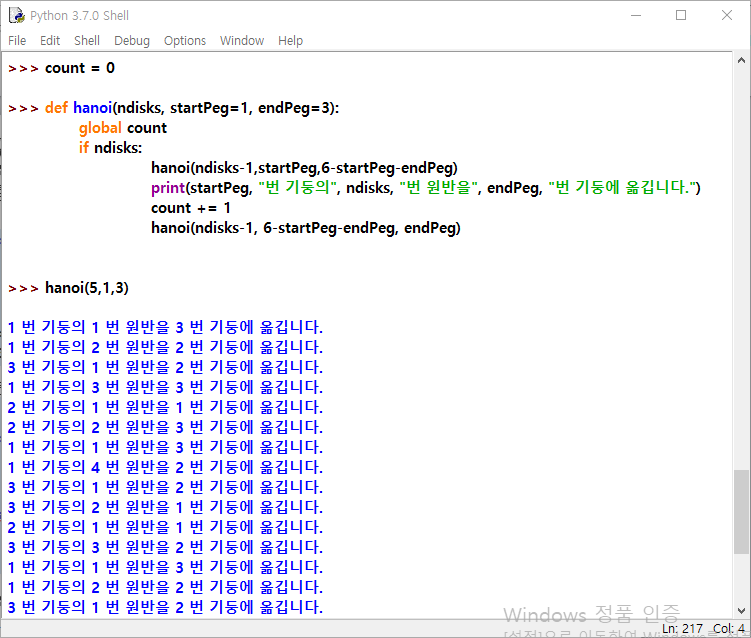 Python 3.7.0 Shell
File Edit Shell Debug Options Window Help
>>> count = 0
>>> def hanoi(ndisks, startPeg=1, endPeg=3):
global count
if ndisks:
hanoi(ndisks-1,startPeg,6-startPeg-endPeg)
print(startPeg, "번 기둥의", ndisks, "번 원반을", endPeg, "번 기둥에 옮깁니다.")
count += 1
hanoi(ndisks-1, 6-startPeg-endPeg, endPeg)
>>> hanoi(5,1,3)
1 번 기둥의 1 번 원반을 3 번 기둥에 옮깁니다.
1 번 기둥의 2 번 원반을 2 번 기둥에 옮깁니다.
3 번 기둥의 1 번 원반을 2 번 기둥에 옮깁니다.
1 번 기둥의 3 번 원반을 3 번 기둥에 옮깁니다.
2 번 기둥의 1 번 원반을 1 번 기둥에 옮깁니다.
2 번 기둥의 2 번 원반을 3 번 기둥에 옮깁니다.
1 번 기둥의 1 번 원반을 3 번 기둥에 옮깁니다.
1 번 기둥의 4 번 원반을 2 번 기둥에 옮깁니다.
3 번 기둥의 1 번 원반을 2 번 기둥에 옮깁니다.
3 번 기둥의 2 번 원반을 1 번 기둥에 옮깁니다.
2 번 기둥의 1 번 원반을 1 번 기둥에 옮깁니다.
3 번 기둥의 3 번 원반을 2 번 기둥에 옮깁니다.
1 번 기둥의 1 번 원반을 3 번 기둥에 옮깁니다.
1 번 기둥의 2 번 원반을 2 번 기둥에 옮깁니다.
3 번 기둥의 1 번 원반을 2 번 기둥에 옮깁니다.
Windows 정품 인증
Ln: 217 Col: 4